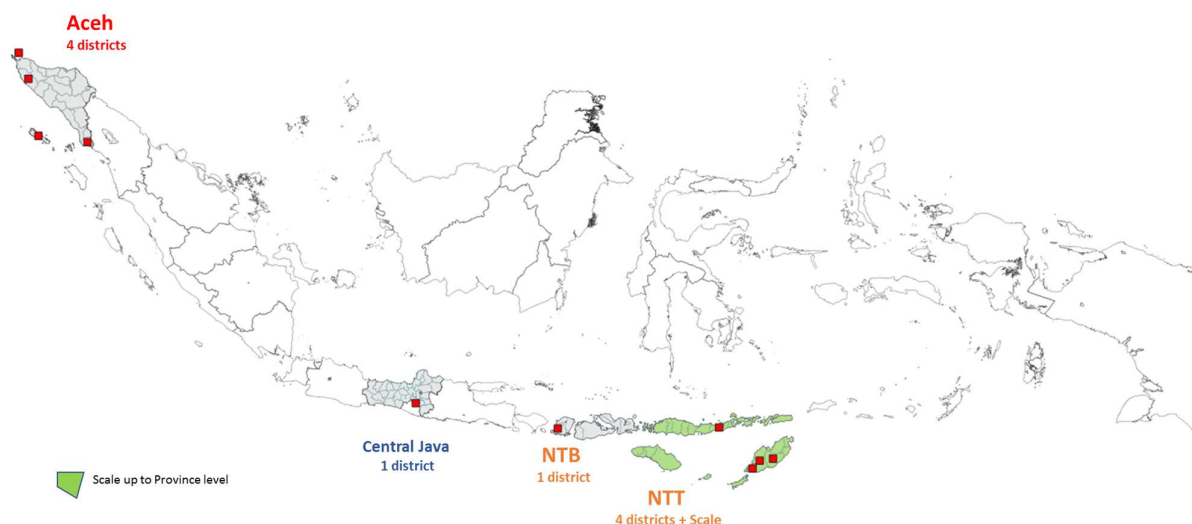 Aceh
4 districts
Central Java
1 district
NTB
1 district
NTT
4 districts + Scale
Scale up to Province level